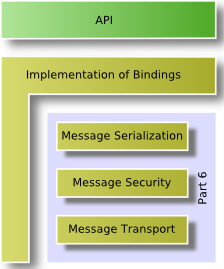 API
Implementation of Bindings
Message Serialization
Message Security
Message Transport
Part 6